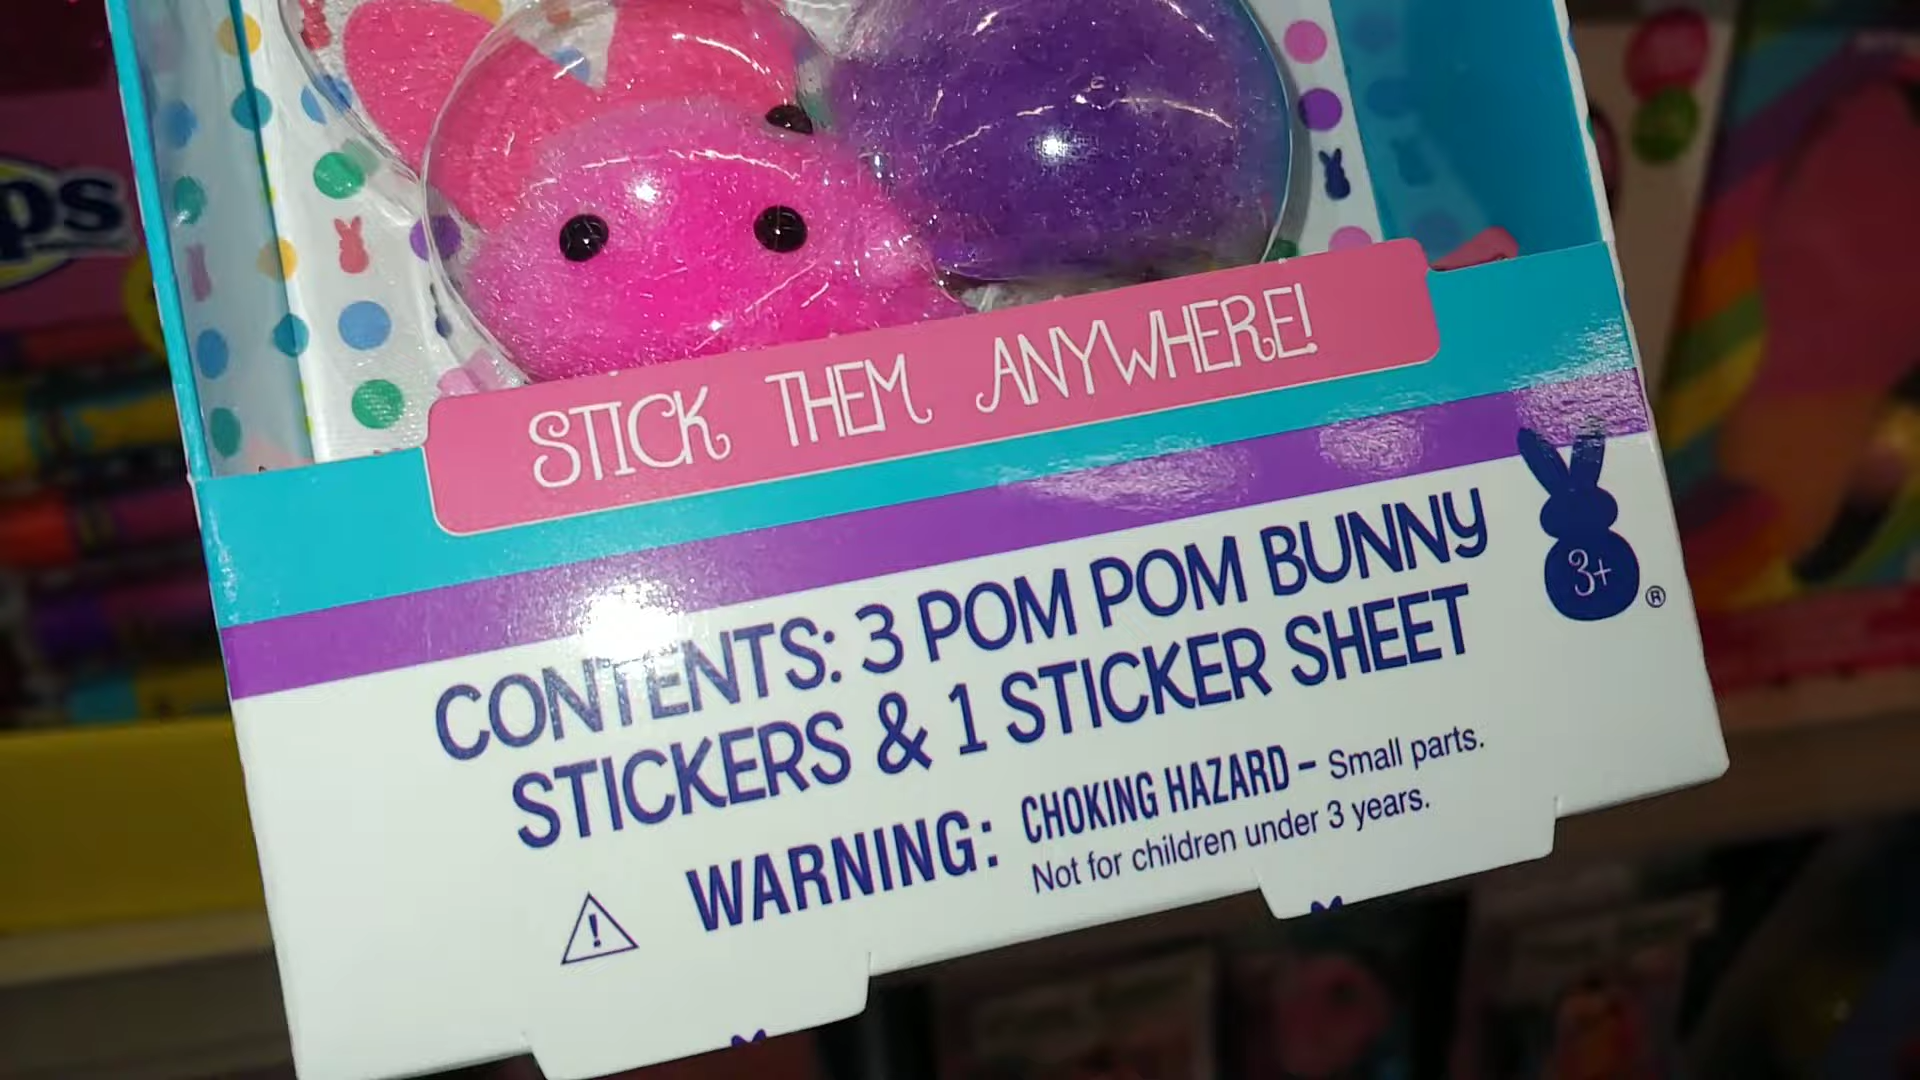 ps
STICK THEM ANYWHERE!
CONTENTS: 3 POM POM BUNNY
STICKERS & 1 STICKER SHEET
3+
®
WARNING: CHOKING HAZARD – Small parts.
Not for children under 3 years.